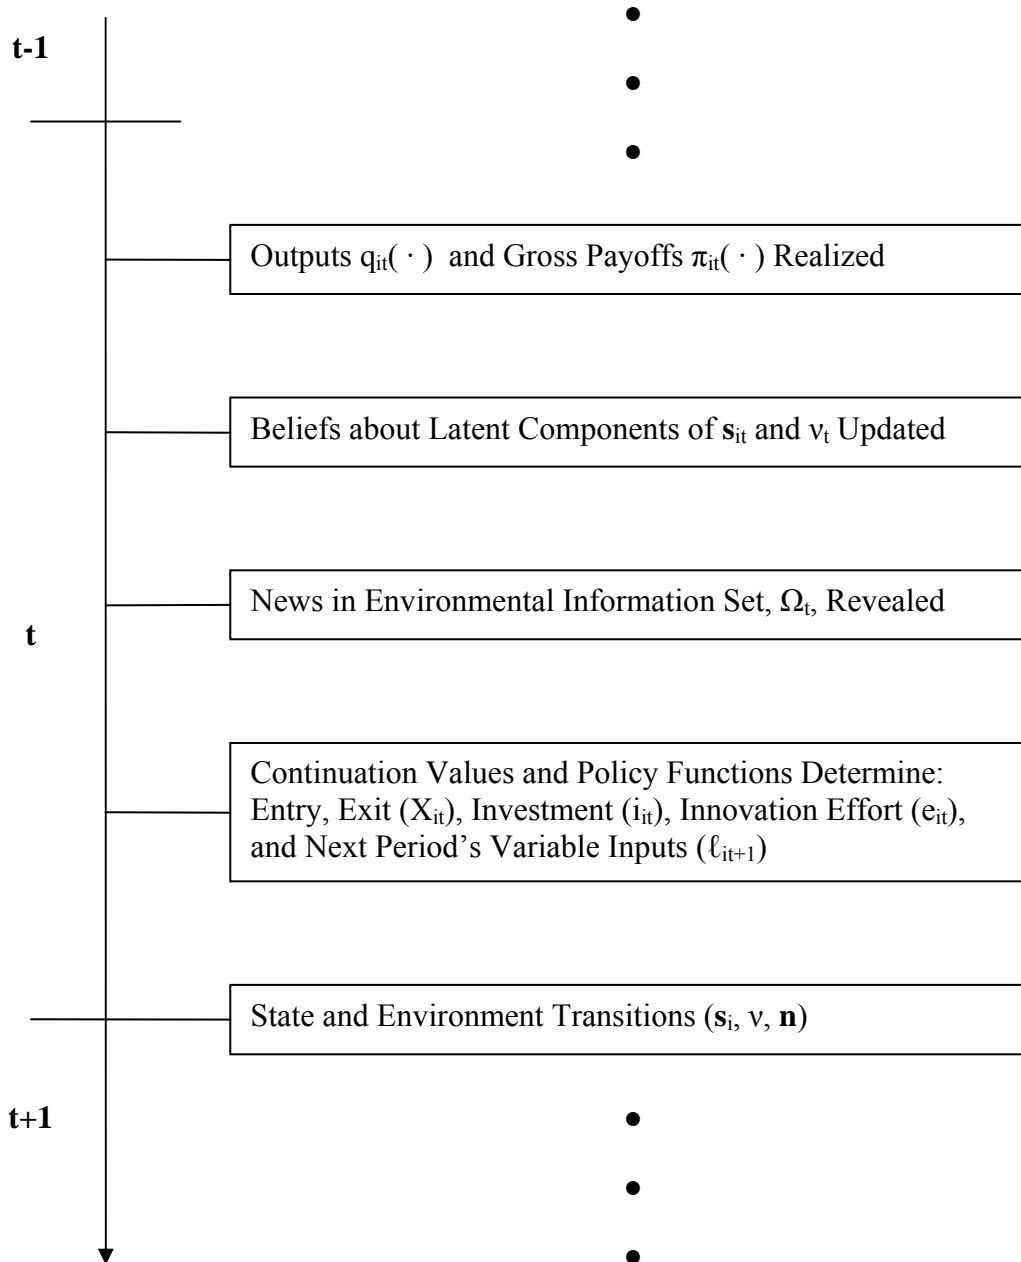 t-1
Outputs qit( · ) and Gross Payoffs πit( · ) Realized
Beliefs about Latent Components of sit and νt Updated
News in Environmental Information Set, Ωt, Revealed
t
Continuation Values and Policy Functions Determine:
Entry, Exit (Xit), Investment (iit), Innovation Effort (eit),
and Next Period’s Variable Inputs (ℓit+1)
State and Environment Transitions (si, ν, n)
t+1